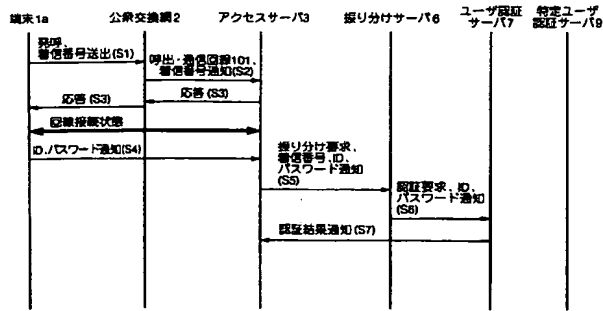 端末1a
公衆交換網2
アクセスサーバ3
振り分けサーバ6
ユーザ認証
サーバ7
特定ユーザ
認証サーバ9
発呼、
着信番号送出(S1)
呼出・通信回線101、
着信番号通知(S2)
応答(S3)
応答(S3)
回線接続状態
ID、パスワード通知(S4)
振り分け要求、
着信番号、ID、
パスワード通知
(S5)
認証要求、ID、
パスワード通知
(S6)
認証結果通知(S7)